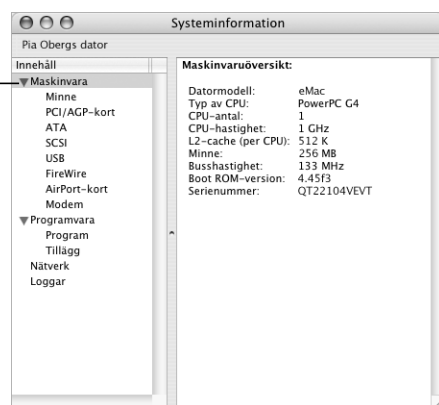 Systeminformation
Pia Obergs dator
Innehåll
Maskinvara
Minne
PCI/AGP-kort
ATA
SCSI
USB
FireWire
AirPort-kort
Modem
Programvara
Program
Tillägg
Nätverk
Loggar
Maskinvaruöversikt:
Datormodell: eMac
Typ av CPU: PowerPC G4
CPU-antal: 1
CPU-hastighet: 1 GHz
L2-cache (per CPU): 512 K
Minne: 256 MB
Busshastighet: 133 MHz
Boot ROM-version: 4.45f3
Serienummer: QT22104VEVT